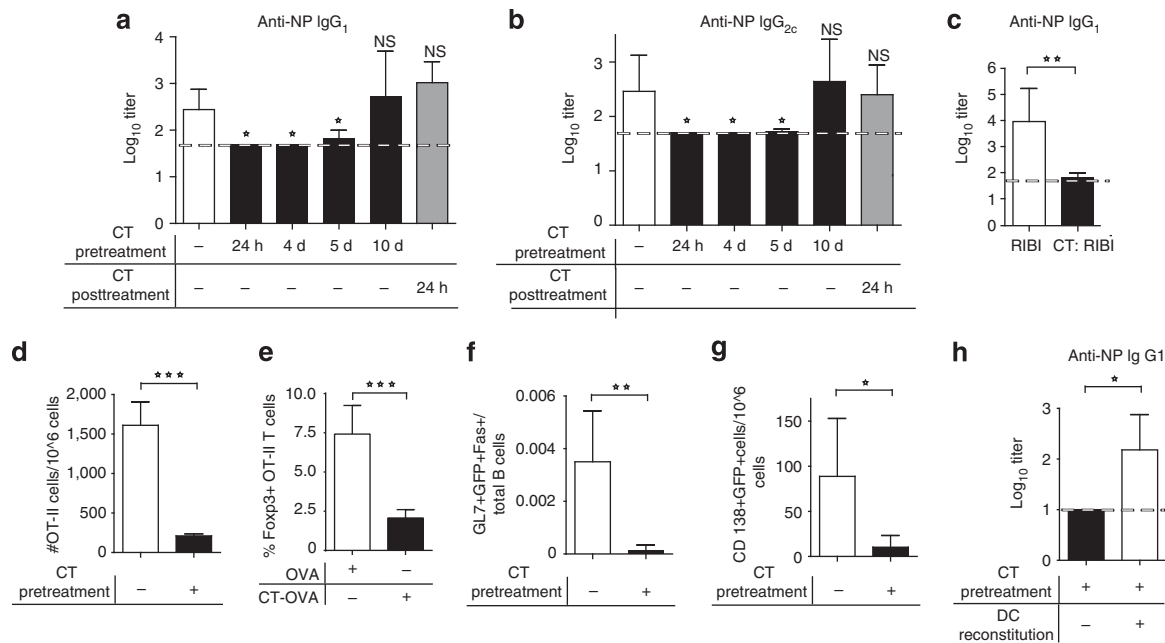 a
Anti-NP IgG1
NS
NS
Log10 titer
4
3
2
1
0
CT pretreatment
– 24 h 4 d 5 d 10 d
CT posttreatment
– – – – – 24 h
b
Anti-NP IgG2c
NS
NS
Log10 titer
3
2
1
0
CT pretreatment
– 24 h 4 d 5 d 10 d
CT posttreatment
– – – – – 24 h
c
Anti-NP IgG1
Log10 titer
6
5
4
3
2
1
0
RIBI CT: RIBI
d
#OT-II cells/10^6 cells
2,000
1,500
1,000
500
0
CT pretreatment
– +
e
% Foxp3+ OT-II T cells
10.0
7.5
5.0
2.5
0.0
OVA + –
CT-OVA – +
f
GL7+GFP+Fas+/ total B cells
0.006
0.004
0.002
0
CT pretreatment
– +
g
CD 138+GFP+cells/10^6 cells
150
100
50
0
CT pretreatment
– +
h
Anti-NP Ig G1
Log10 titer
3
2
1
0
CT pretreatment
+ +
DC reconstitution
– +